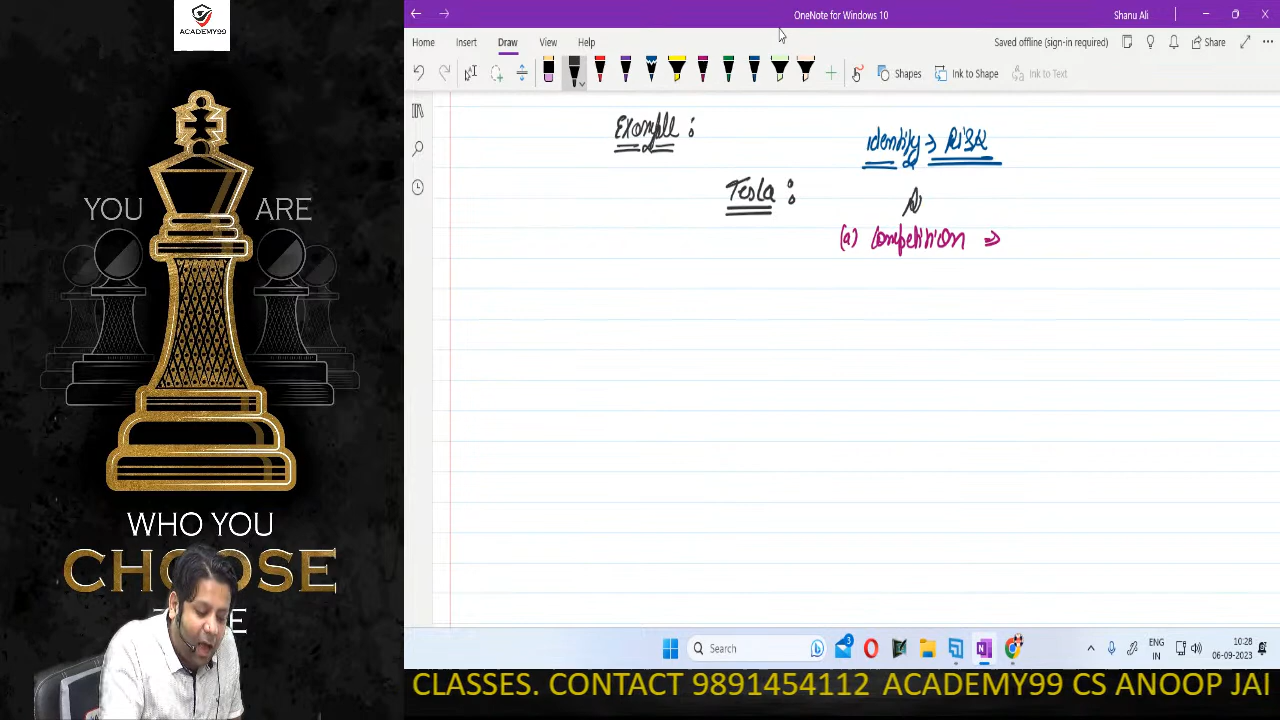 ACADEMY99
YOU ARE
WHO YOU
CHOOSE
OneNote for Windows 10
Shanu Ali
Home Insert Draw View Help
Saved offline (sign-in required)
Share
Shapes
Ink to Shape
Ink to Text
Example :
Identify ⇒ Risk
Tesla :
(a) Competition ⇒
Search
3
ENG
IN
10:28
06-09-2023
CLASSES. CONTACT 9891454112 ACADEMY99 CS ANOOP JAI